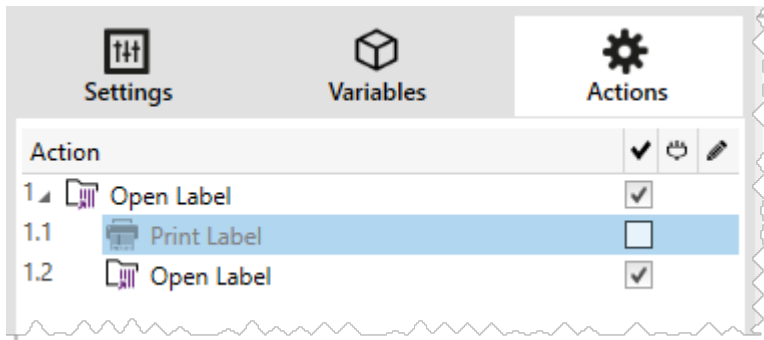 Settings Variables Actions
Action
1 Open Label
1.1 Print Label
1.2 Open Label